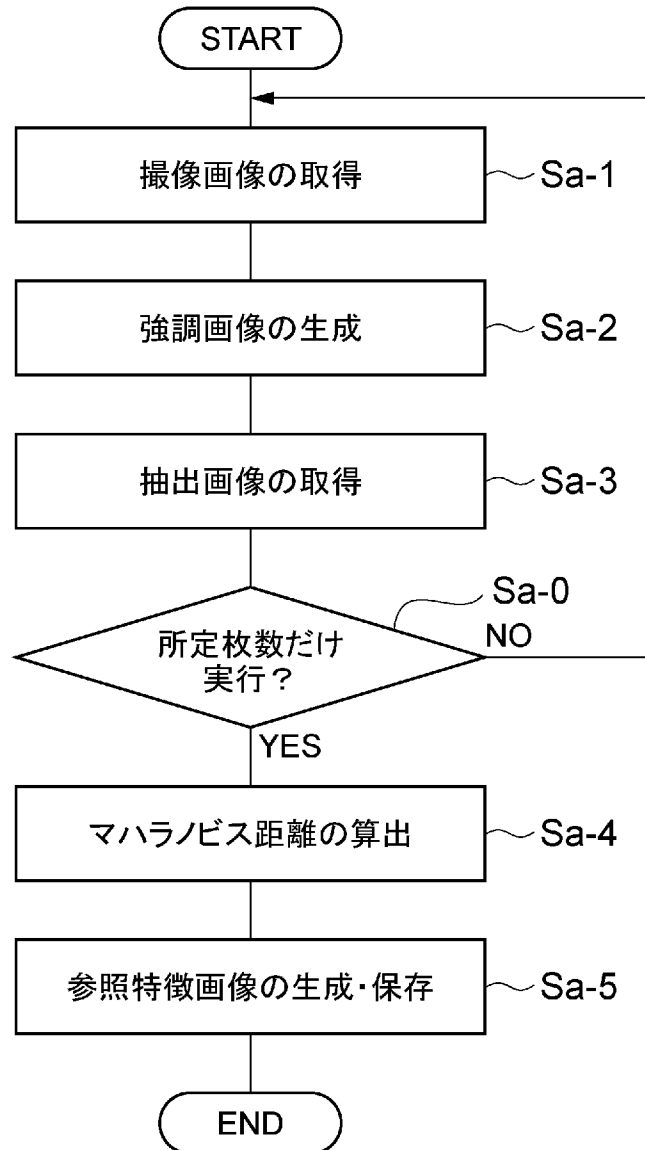 START
撮像画像の取得
Sa-1
強調画像の生成
Sa-2
抽出画像の取得
Sa-3
Sa-0
所定枚数だけ
実行？
NO
YES
マハラノビス距離の算出
Sa-4
参照特徴画像の生成・保存
Sa-5
END